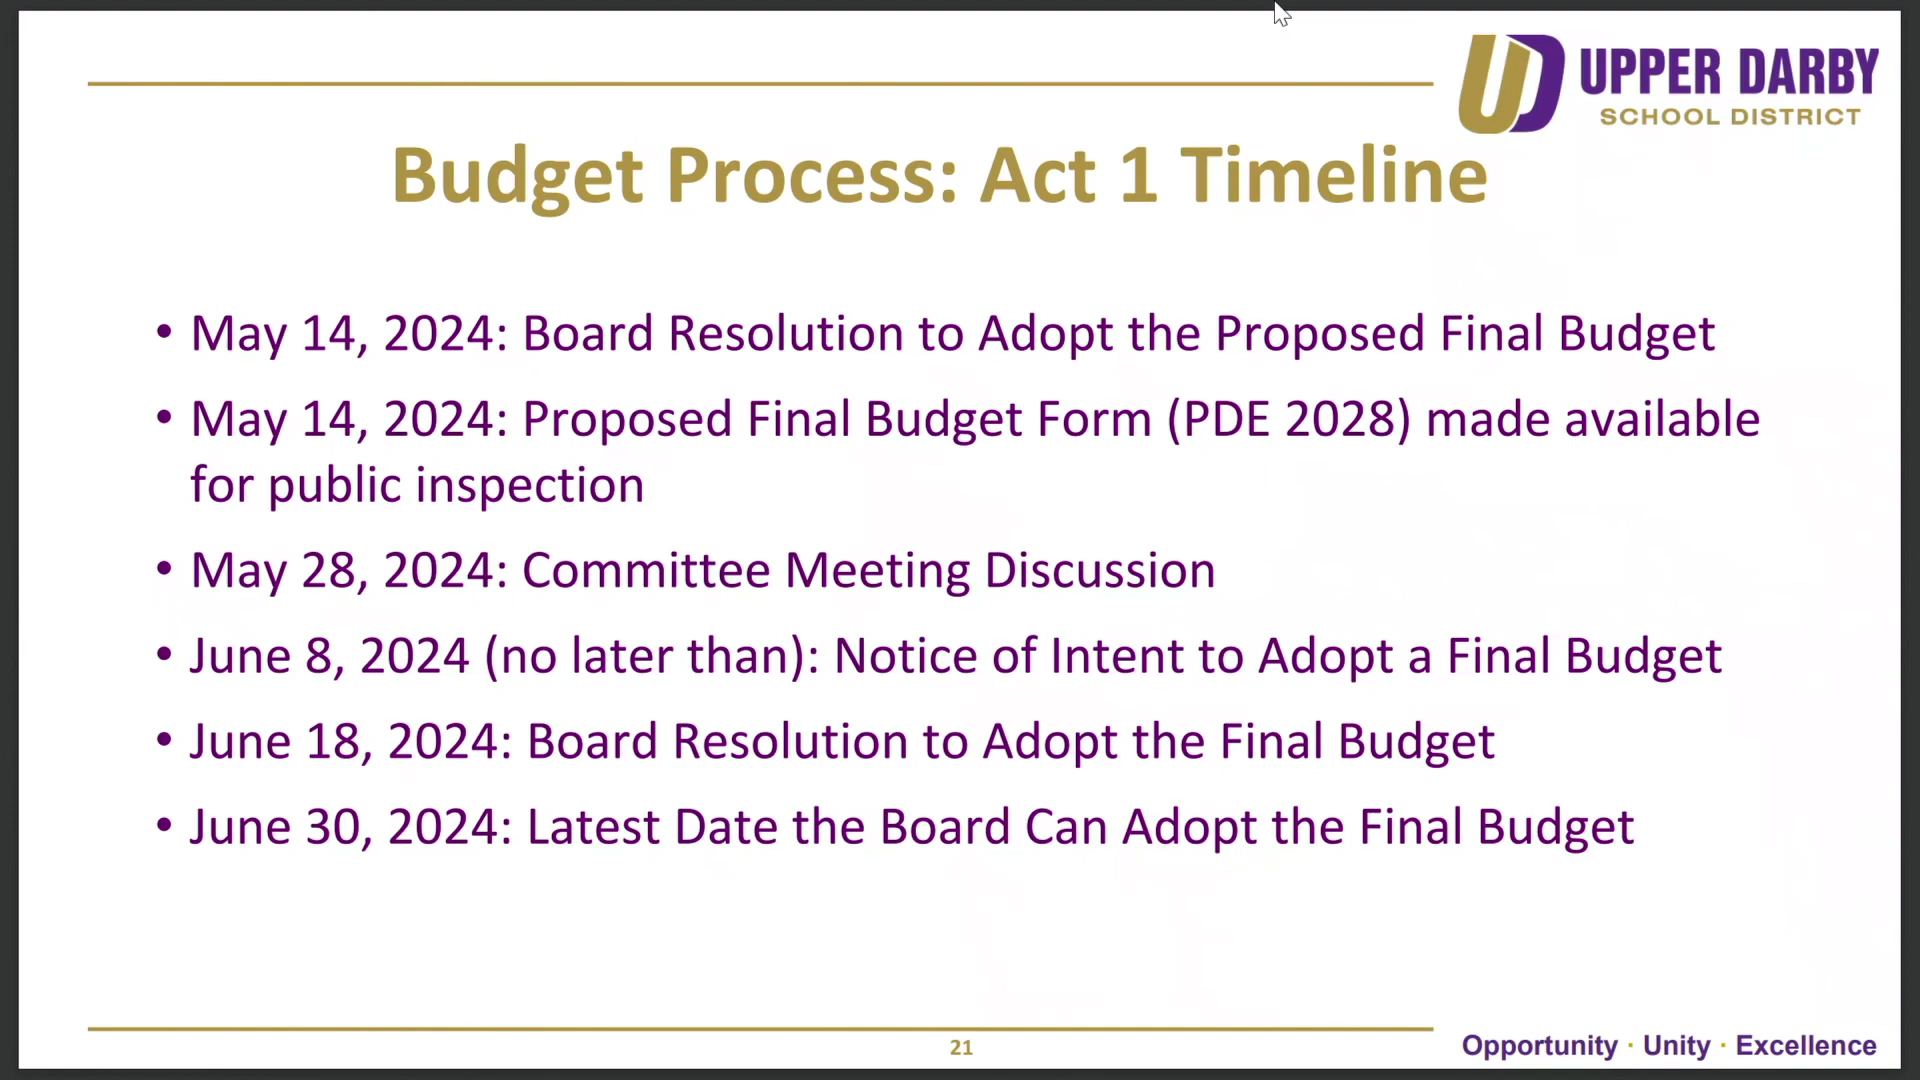 UPPER DARBY
SCHOOL DISTRICT
Budget Process: Act 1 Timeline
• May 14, 2024: Board Resolution to Adopt the Proposed Final Budget
• May 14, 2024: Proposed Final Budget Form (PDE 2028) made available
for public inspection
• May 28, 2024: Committee Meeting Discussion
• June 8, 2024 (no later than): Notice of Intent to Adopt a Final Budget
• June 18, 2024: Board Resolution to Adopt the Final Budget
• June 30, 2024: Latest Date the Board Can Adopt the Final Budget
21
Opportunity · Unity · Excellence